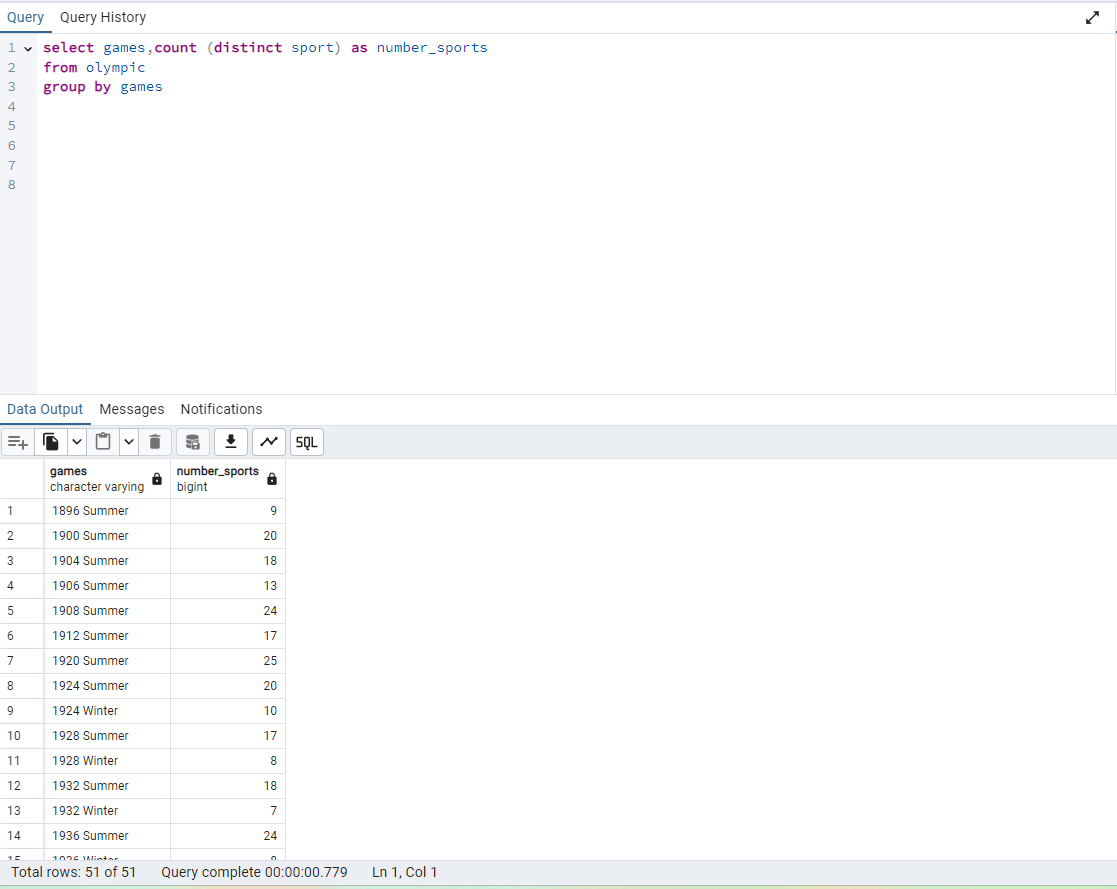 Query Query History
1 select games,count (distinct sport) as number_sports
2 from olympic
3 group by games
4
5
6
7
8
Data Output Messages Notifications
SQL
games number_sports
character varying bigint
1 1896 Summer 9
2 1900 Summer 20
3 1904 Summer 18
4 1906 Summer 13
5 1908 Summer 24
6 1912 Summer 17
7 1920 Summer 25
8 1924 Summer 20
9 1924 Winter 10
10 1928 Summer 17
11 1928 Winter 8
12 1932 Summer 18
13 1932 Winter 7
14 1936 Summer 24
15 1936 Winter 8
Total rows: 51 of 51 Query complete 00:00:00.779 Ln 1, Col 1